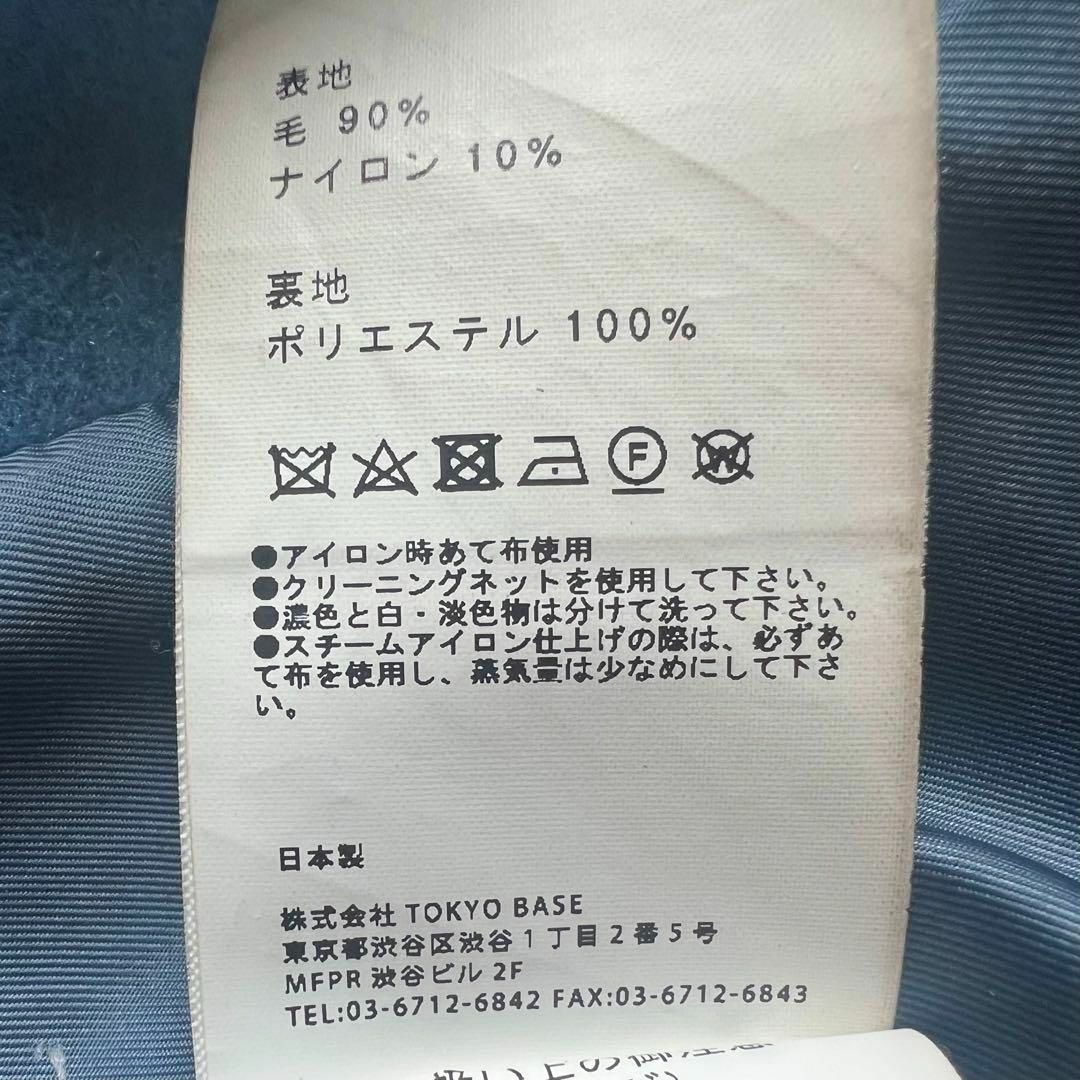 表地
毛 90%
ナイロン 10%
裏地
ポリエステル 100%
F
W
●アイロン時あて布使用
●クリーニングネットを使用して下さい。
●濃色と白・淡色物は分けて洗って下さい。
●スチームアイロン仕上げの際は、必ずあ
て布を使用し、蒸気量は少なめにして下さ
い。
日本製
株式会社 TOKYO BASE
東京都渋谷区渋谷1丁目2番5号
MFPR 渋谷ビル 2F
TEL:03-6712-6842 FAX:03-6712-6843